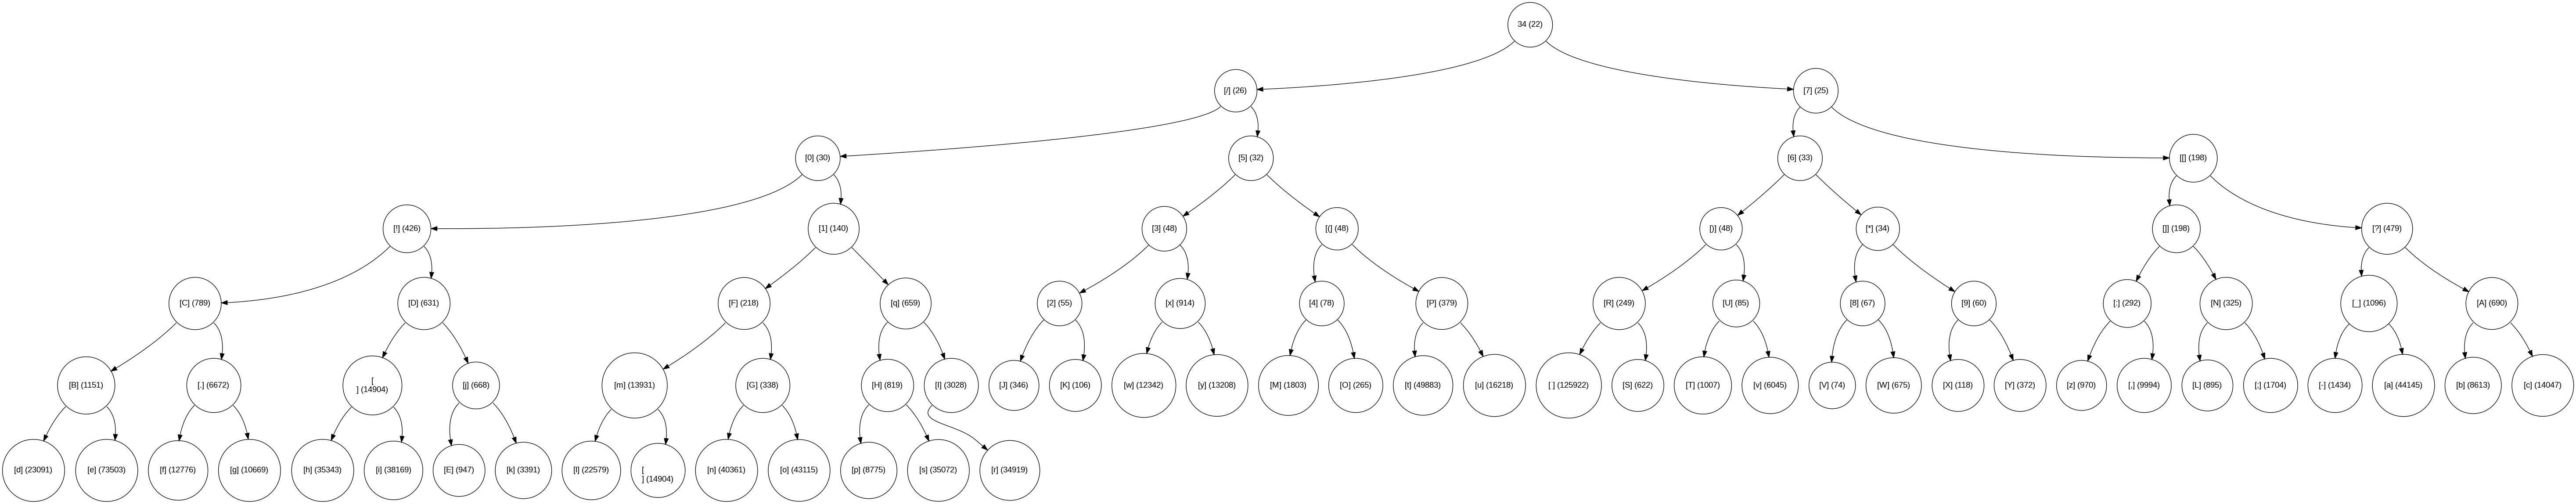 34 (22)
[/] (26)
[7] (25)
[0] (30)
[5] (32)
[6] (33)
[[] (198)
[!] (426)
[1] (140)
[3] (48)
[(] (48)
[)] (48)
[*] (34)
[]] (198)
[?] (479)
[C] (789)
[D] (631)
[F] (218)
[q] (659)
[2] (55)
[x] (914)
[4] (78)
[P] (379)
[R] (249)
[U] (85)
[8] (67)
[9] (60)
[:] (292)
[N] (325)
[_] (1096)
[A] (690)
[B] (1151)
[.] (6672)
[
] (14904)
[j] (668)
[m] (13931)
[G] (338)
[H] (819)
[I] (3028)
[J] (346)
[K] (106)
[w] (12342)
[y] (13208)
[M] (1803)
[O] (265)
[t] (49883)
[u] (16218)
[ ] (125922)
[S] (622)
[T] (1007)
[v] (6045)
[V] (74)
[W] (675)
[X] (118)
[Y] (372)
[z] (970)
[,] (9994)
[L] (895)
[;] (1704)
[-] (1434)
[a] (44145)
[b] (8613)
[c] (14047)
[d] (23091)
[e] (73503)
[f] (12776)
[g] (10669)
[h] (35343)
[i] (38169)
[E] (947)
[k] (3391)
[l] (22579)
[
] (14904)
[n] (40361)
[o] (43115)
[p] (8775)
[s] (35072)
[r] (34919)